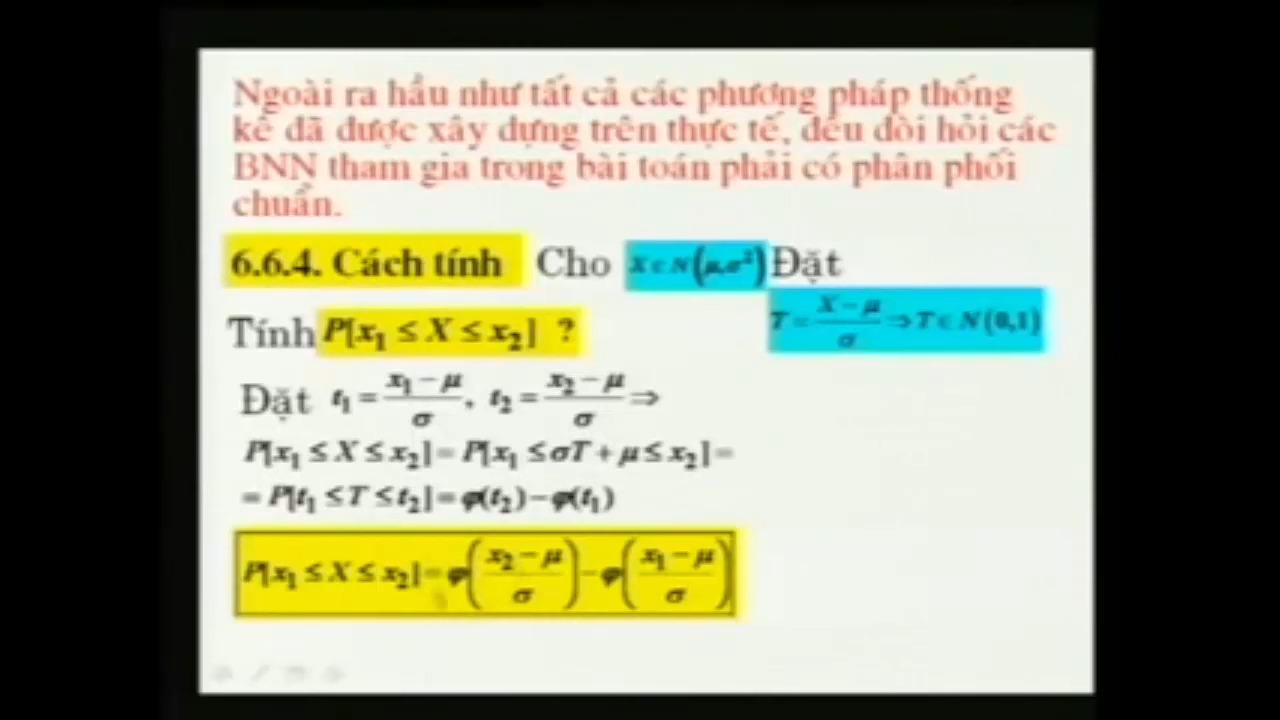 Ngoài ra hầu như tất cả các phương pháp thống
kê đã được xây dựng trên thực tế, đều đòi hỏi các
BNN tham gia trong bài toán phải có phân phối
chuẩn.
6.6.4. Cách tính Cho X ∈ N(μ,σ²) Đặt
T = (X − μ)/σ ⇒ T ∈ N(0,1)
Tính P[x₁ ≤ X ≤ x₂] ?
Đặt t₁ = (x₁ − μ)/σ, t₂ = (x₂ − μ)/σ ⇒
P[x₁ ≤ X ≤ x₂] = P[x₁ ≤ σT + μ ≤ x₂] =
= P[t₁ ≤ T ≤ t₂] = φ(t₂) − φ(t₁)
P[x₁ ≤ X ≤ x₂] = φ((x₂ − μ)/σ) − φ((x₁ − μ)/σ)